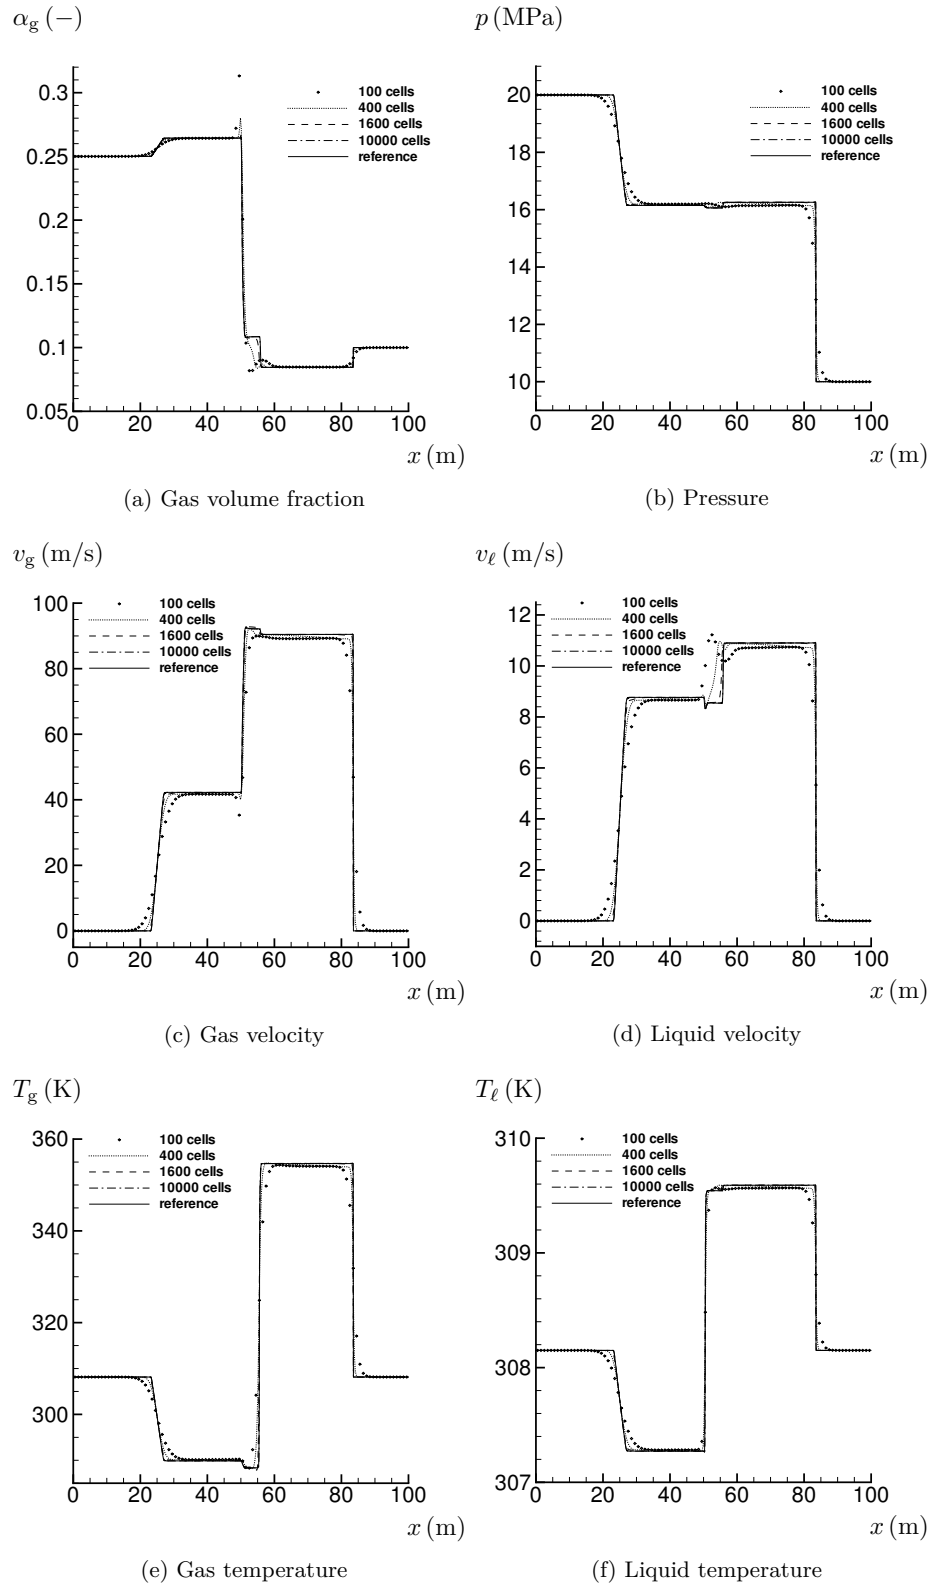 α_g (−)
0.3
0.25
0.2
0.15
0.1
0.05
0 20 40 60 80 100
x (m)
100 cells
400 cells
1600 cells
10000 cells
reference
(a) Gas volume fraction
p (MPa)
20
18
16
14
12
10
0 20 40 60 80 100
x (m)
100 cells
400 cells
1600 cells
10000 cells
reference
(b) Pressure
v_g (m/s)
100
80
60
40
20
0
0 20 40 60 80 100
x (m)
100 cells
400 cells
1600 cells
10000 cells
reference
(c) Gas velocity
v_ℓ (m/s)
12
10
8
6
4
2
0
0 20 40 60 80 100
x (m)
100 cells
400 cells
1600 cells
10000 cells
reference
(d) Liquid velocity
T_g (K)
360
340
320
300
0 20 40 60 80 100
x (m)
100 cells
400 cells
1600 cells
10000 cells
reference
(e) Gas temperature
T_ℓ (K)
310
309
308
307
0 20 40 60 80 100
x (m)
100 cells
400 cells
1600 cells
10000 cells
reference
(f) Liquid temperature